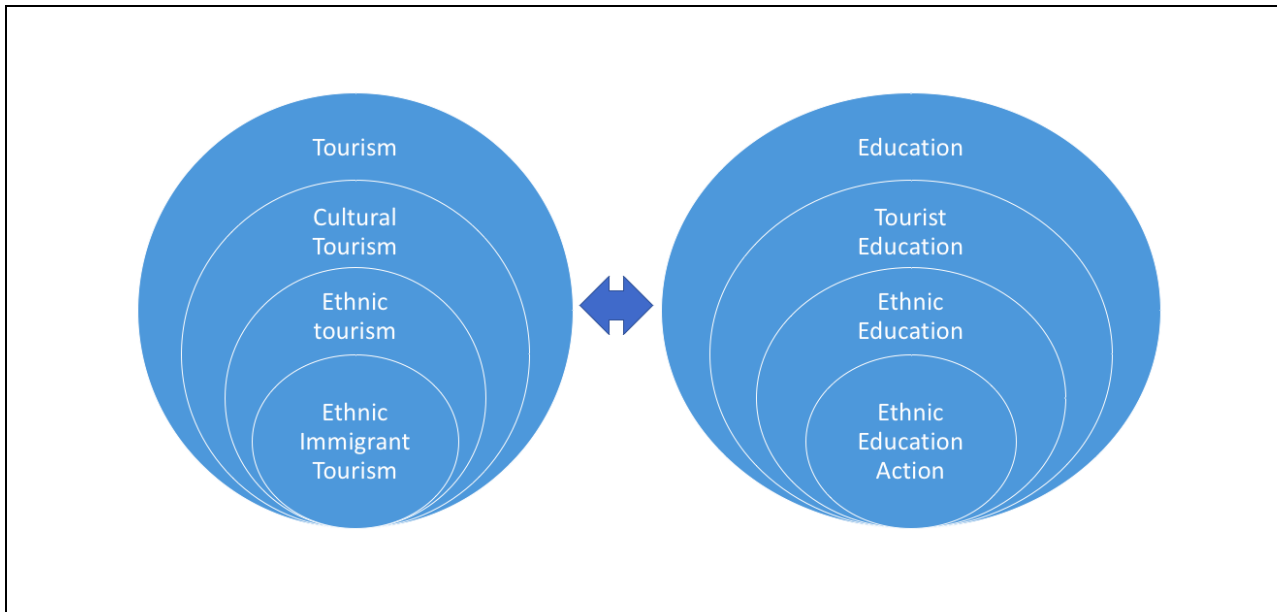 Tourism
Cultural
Tourism
Ethnic
tourism
Ethnic
Immigrant
Tourism
Education
Tourist
Education
Ethnic
Education
Ethnic
Education
Action